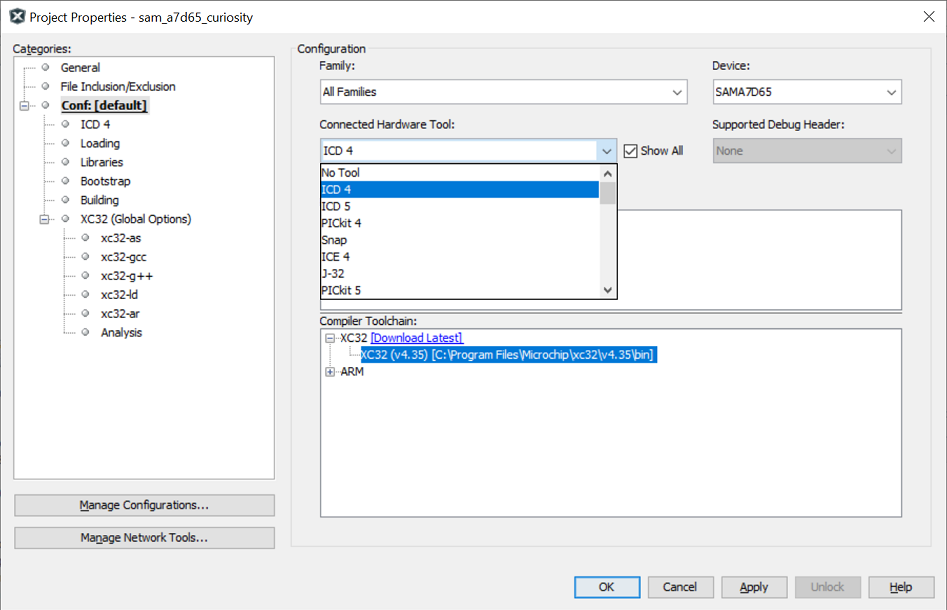 Project Properties - sam_a7d65_curiosity
Categories:
General
File Inclusion/Exclusion
Conf: [default]
ICD 4
Loading
Libraries
Bootstrap
Building
XC32 (Global Options)
xc32-as
xc32-gcc
xc32-g++
xc32-ld
xc32-ar
Analysis
Manage Configurations...
Manage Network Tools...
Configuration
Family:
Device:
All Families
SAMA7D65
Connected Hardware Tool:
Supported Debug Header:
ICD 4
Show All
None
No Tool
ICD 4
ICD 5
PICkit 4
Snap
ICE 4
J-32
PICkit 5
Compiler Toolchain:
XC32 [Download Latest]
XC32 (v4.35) [C:\Program Files\Microchip\xc32\v4.35\bin]
ARM
OK
Cancel
Apply
Unlock
Help